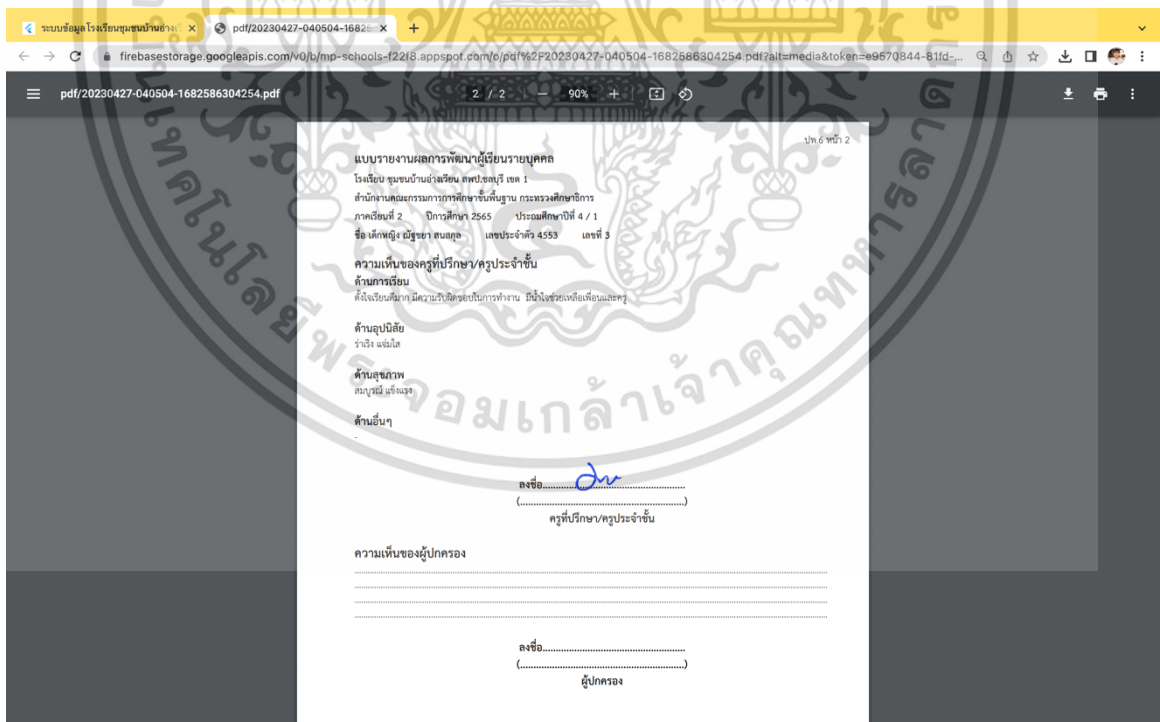 ระบบข้อมูลโรงเรียนชุมชนบ้านอ่างเวี
pdf/20230427-040504-16825
firebasestorage.googleapis.com/v0/b/mp-schools-f22f8.appspot.com/o/pdf%2F20230427-040504-1682586304254.pdf?alt=media&token=e9570844-81fd-...
pdf/20230427-040504-1682586304254.pdf
2 / 2
90%
ปพ.6 หน้า 2
แบบรายงานผลการพัฒนาผู้เรียนรายบุคคล
โรงเรียน ชุมชนบ้านอ่างเวียน สพป.ชลบุรี เขต 1
สำนักงานคณะกรรมการการศึกษาขั้นพื้นฐาน กระทรวงศึกษาธิการ
ภาคเรียนที่ 2 ปีการศึกษา 2565 ประถมศึกษาปีที่ 4 / 1
ชื่อ เด็กหญิง ณัฐชยา สนสกุล เลขประจำตัว 4553 เลขที่ 3
ความเห็นของครูที่ปรึกษา/ครูประจำชั้น
ด้านการเรียน
ตั้งใจเรียนดีมาก มีความรับผิดชอบในการทำงาน มีน้ำใจช่วยเหลือเพื่อนและครู
ด้านอุปนิสัย
ร่าเริง แจ่มใส
ด้านสุขภาพ
สมบูรณ์ แข็งแรง
ด้านอื่นๆ
-
ลงชื่อ......................................................
(......................................................)
ครูที่ปรึกษา/ครูประจำชั้น
ความเห็นของผู้ปกครอง
ลงชื่อ......................................................
(......................................................)
ผู้ปกครอง